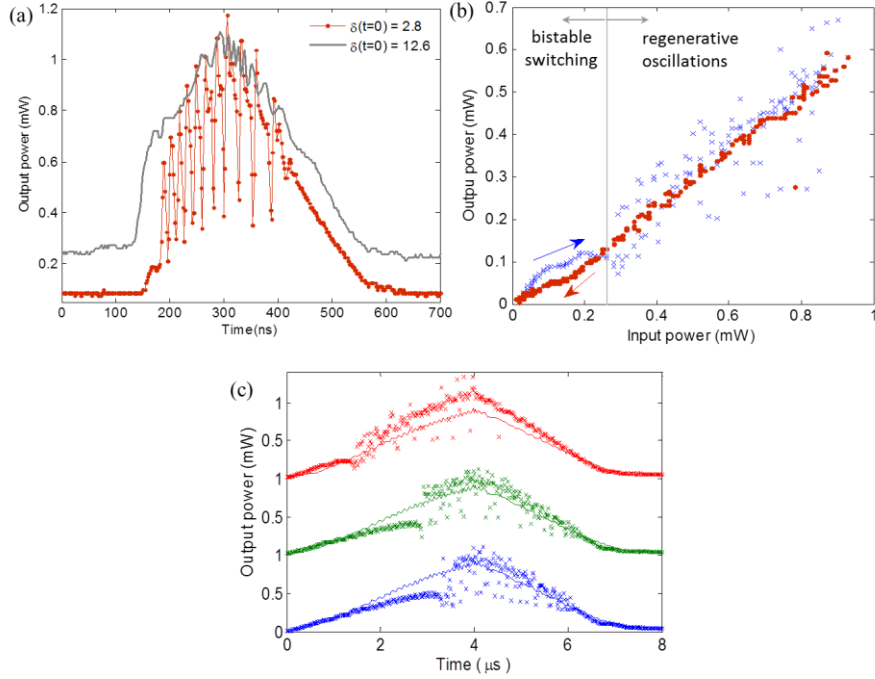 (a)
δ(t=0) = 2.8
δ(t=0) = 12.6
Output power (mW)
1.2
1
0.8
0.6
0.4
0.2
0 100 200 300 400 500 600 700
Time(ns)
(b)
bistable switching
regenerative oscillations
Outpu power (mW)
0.7
0.6
0.5
0.4
0.3
0.2
0.1
0
0 0.2 0.4 0.6 0.8 1
Input power (mW)
(c)
Output power (mW)
1
0.5
1
0.5
1
0.5
0
0 2 4 6 8
Time ( μs )